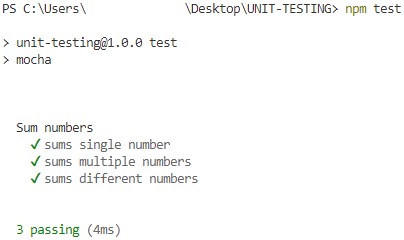 PS C:\Users\ \Desktop\UNIT-TESTING> npm test
> unit-testing@1.0.0 test
> mocha
Sum numbers
✓ sums single number
✓ sums multiple numbers
✓ sums different numbers
3 passing (4ms)